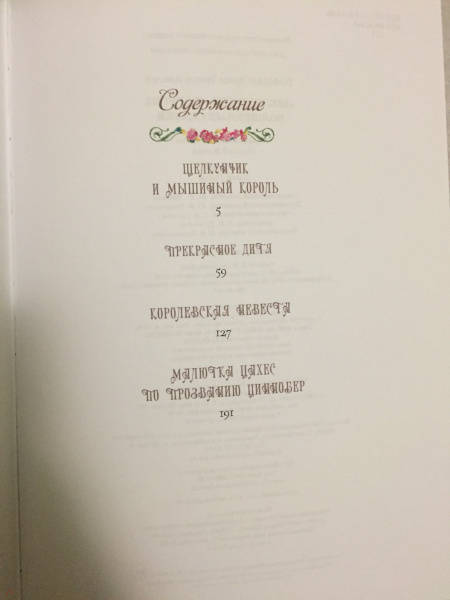 Содержание
ЩЕЛКУНЧИК
И МЫШИНЫЙ КОРОЛЬ
5
ПРЕКРАСНОЕ ДИТЯ
59
КОРОЛЕВСКАЯ НЕВЕСТА
127
МАЛЮТКА ЦАХЕС
ПО ПРОЗВАНИЮ ЦИННОБЕР
191